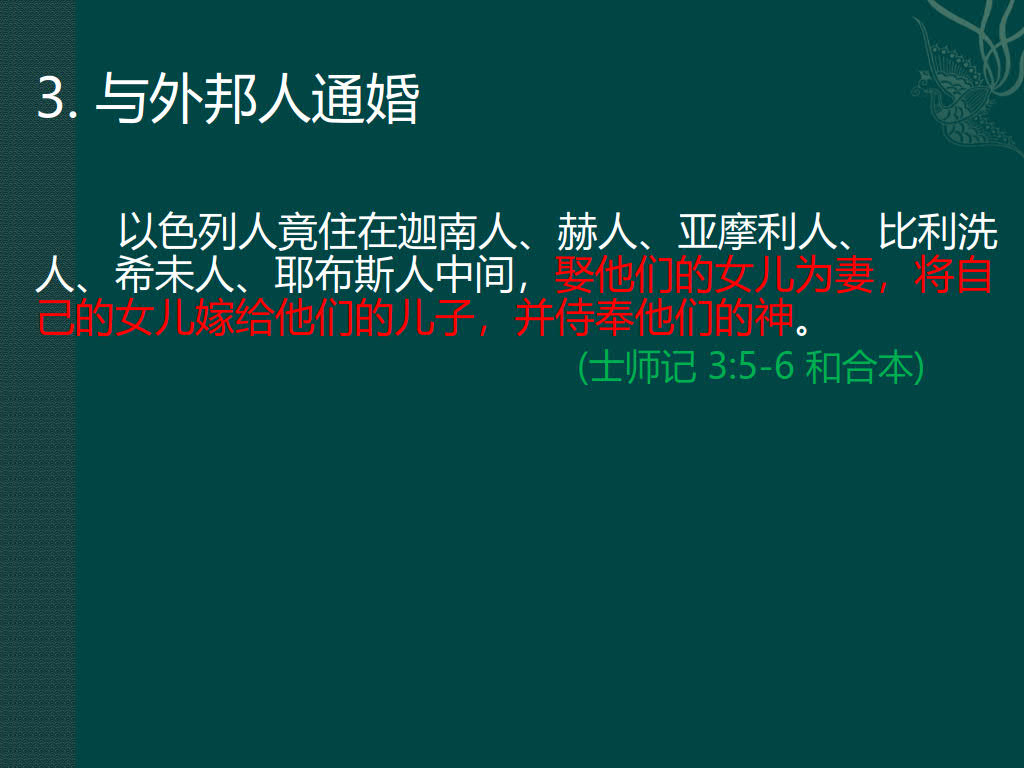 3. 与外邦人通婚
以色列人竟住在迦南人、赫人、亚摩利人、比利洗
人、希未人、耶布斯人中间，娶他们的女儿为妻，将自
己的女儿嫁给他们的儿子，并侍奉他们的神。
(士师记 3:5-6 和合本)